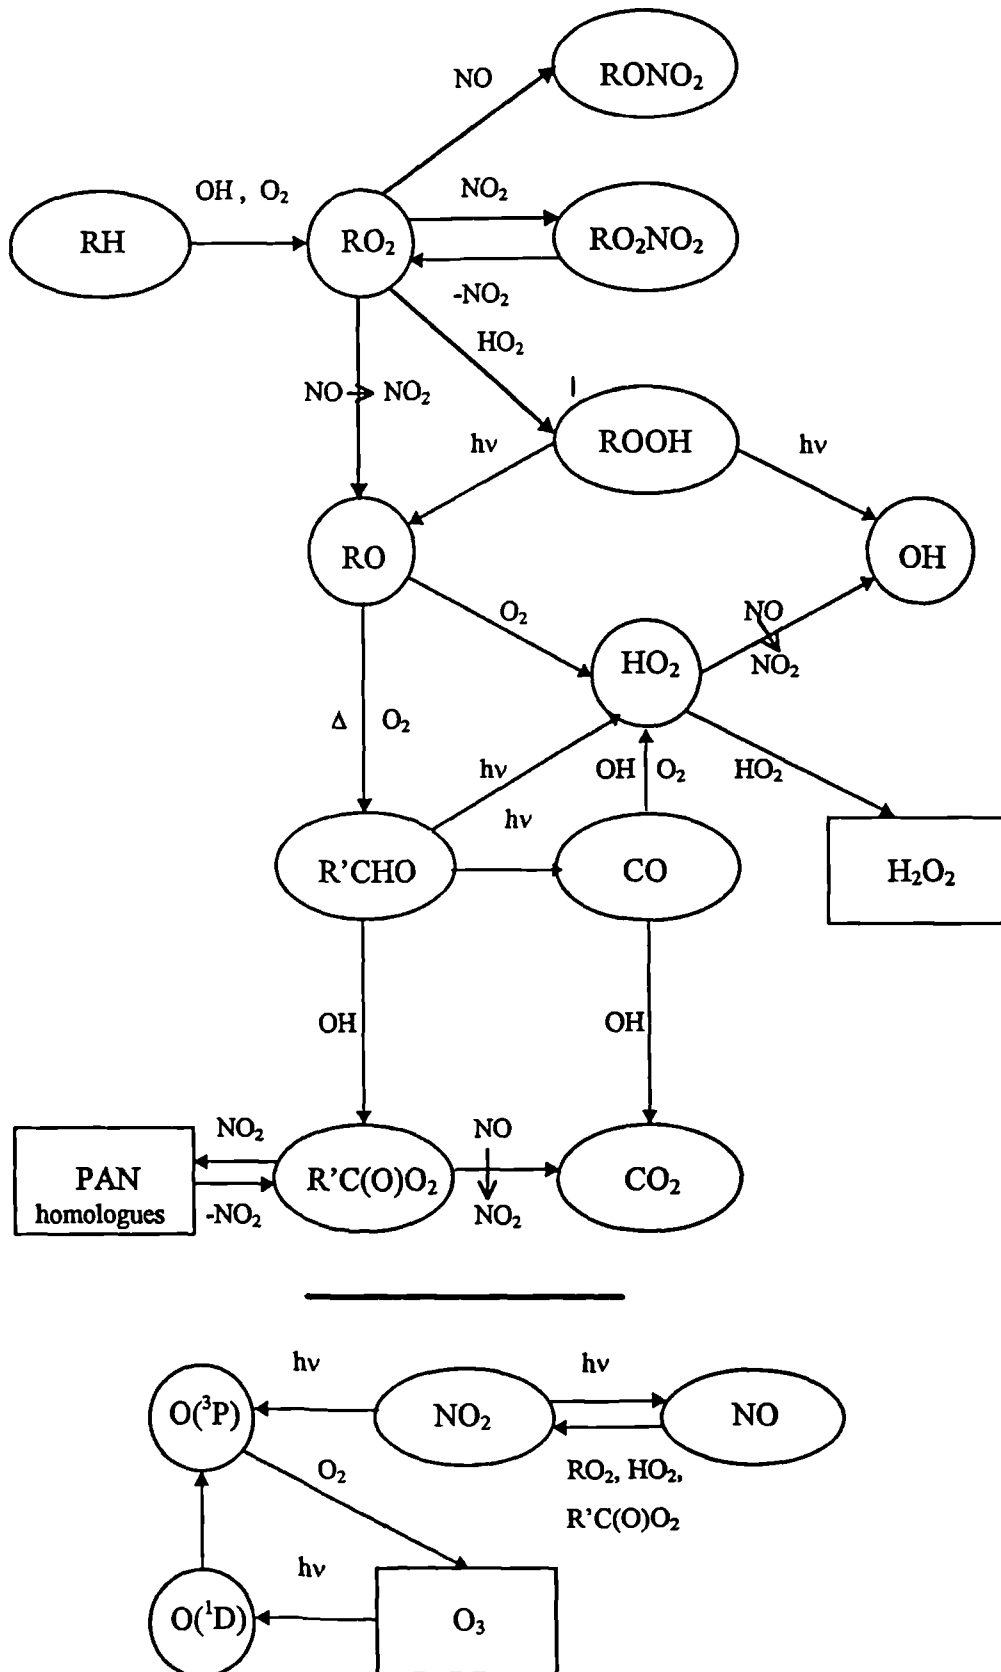 NO
RONO₂
OH, O₂
NO₂
RH
RO₂
RO₂NO₂
-NO₂
HO₂
NO → NO₂
hν
ROOH
hν
RO
OH
O₂
NO
HO₂
NO₂
Δ
O₂
hν
OH
O₂
HO₂
hν
R'CHO
CO
H₂O₂
OH
OH
NO₂
NO
PAN
homologues
R'C(O)O₂
CO₂
-NO₂
NO₂
hν
hν
O(³P)
NO₂
NO
O₂
RO₂, HO₂,
R'C(O)O₂
hν
O(¹D)
O₃